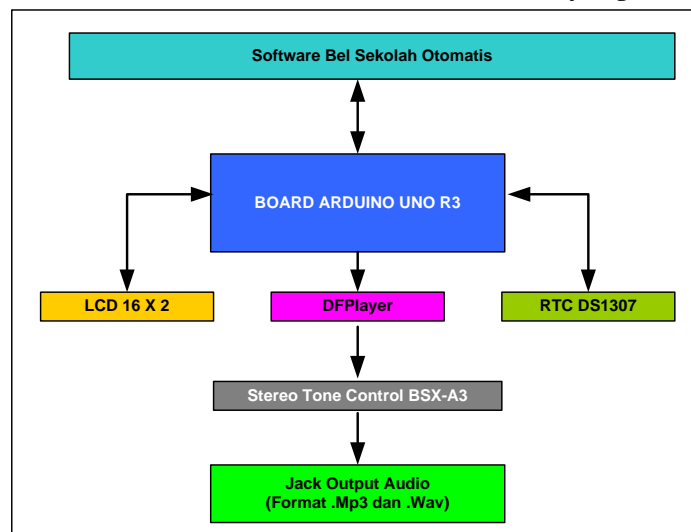 Software Bel Sekolah Otomatis
BOARD ARDUINO UNO R3
LCD 16 X 2
DFPlayer
RTC DS1307
Stereo Tone Control BSX-A3
Jack Output Audio
(Format .Mp3 dan .Wav)